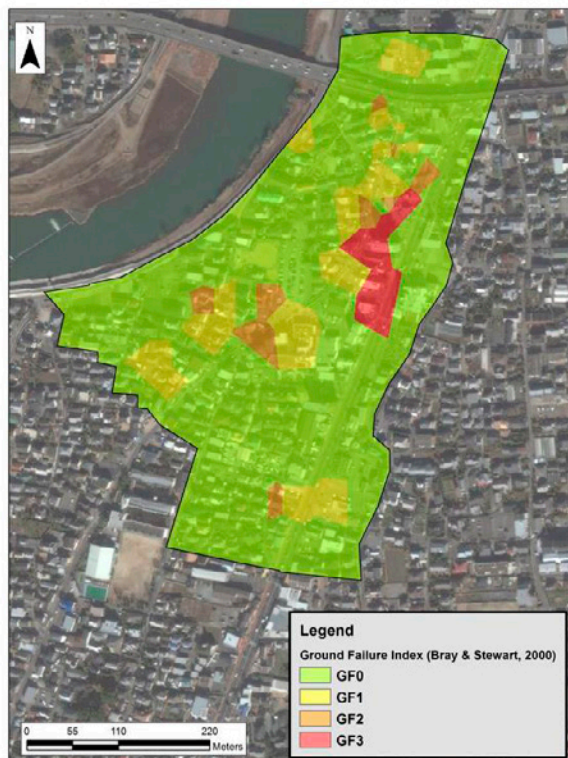 N
Legend
Ground Failure Index (Bray & Stewart, 2000)
GF0
GF1
GF2
GF3
0 55 110 220
Meters